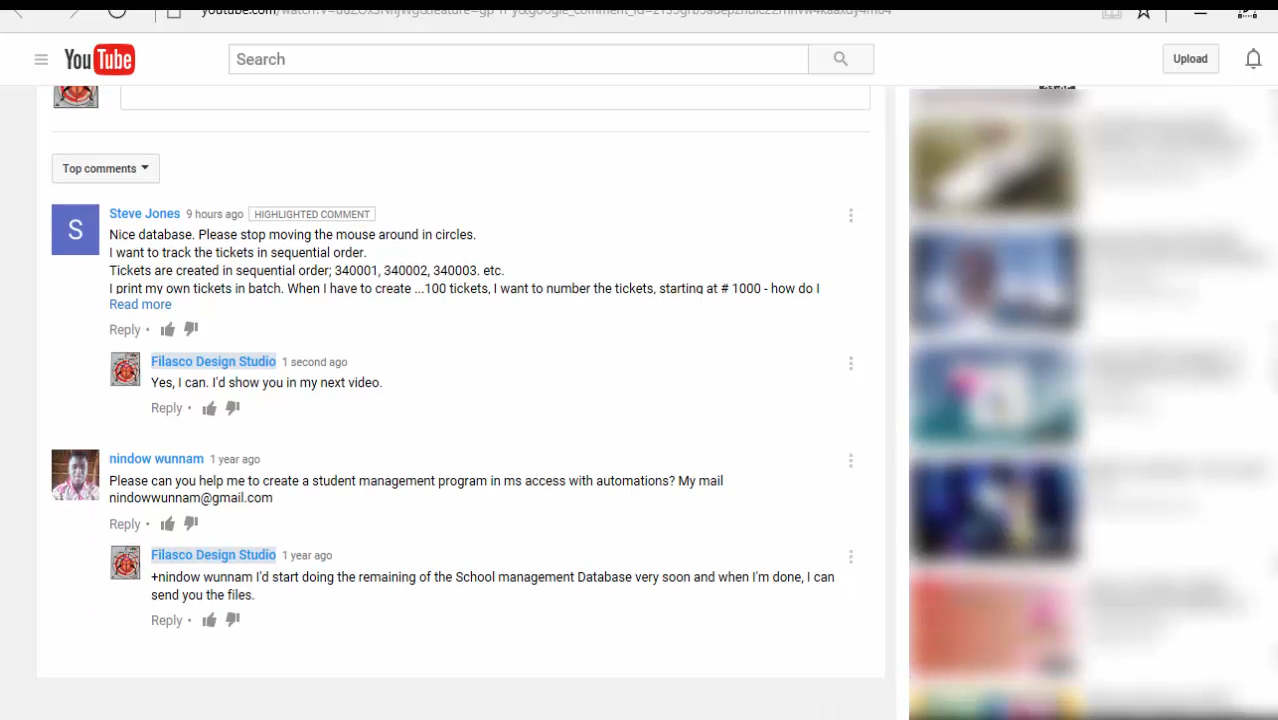 YouTube
Search
Upload
Top comments
Steve Jones 9 hours ago HIGHLIGHTED COMMENT
Nice database. Please stop moving the mouse around in circles.
I want to track the tickets in sequential order.
Tickets are created in sequential order; 340001, 340002, 340003. etc.
I print my own tickets in batch. When I have to create ...100 tickets, I want to number the tickets, starting at # 1000 - how do I
Read more
Reply •
Filasco Design Studio 1 second ago
Yes, I can. I'd show you in my next video.
Reply •
S
nindow wunnam 1 year ago
Please can you help me to create a student management program in ms access with automations? My mail
nindowwunnam@gmail.com
Reply •
Filasco Design Studio 1 year ago
+nindow wunnam I'd start doing the remaining of the School management Database very soon and when I'm done, I can
send you the files.
Reply •